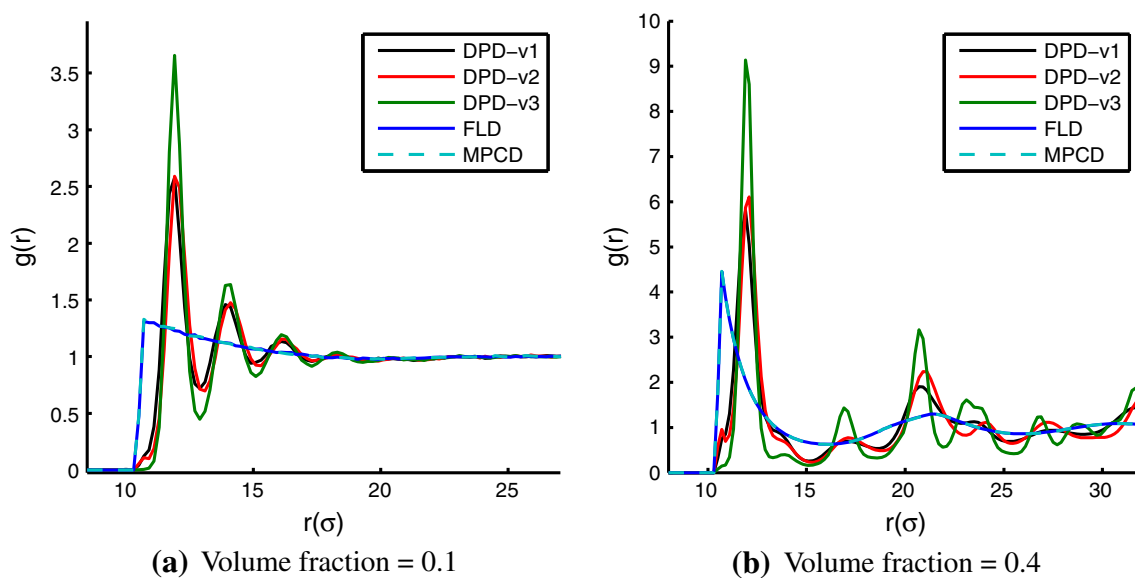 DPD−v1
DPD−v2
DPD−v3
FLD
MPCD
3.5
3
2.5
2
1.5
1
0.5
0
g(r)
10
15
20
25
r(σ)
(a) Volume fraction = 0.1
DPD−v1
DPD−v2
DPD−v3
FLD
MPCD
10
9
8
7
6
5
4
3
2
1
0
g(r)
10
15
20
25
30
r(σ)
(b) Volume fraction = 0.4